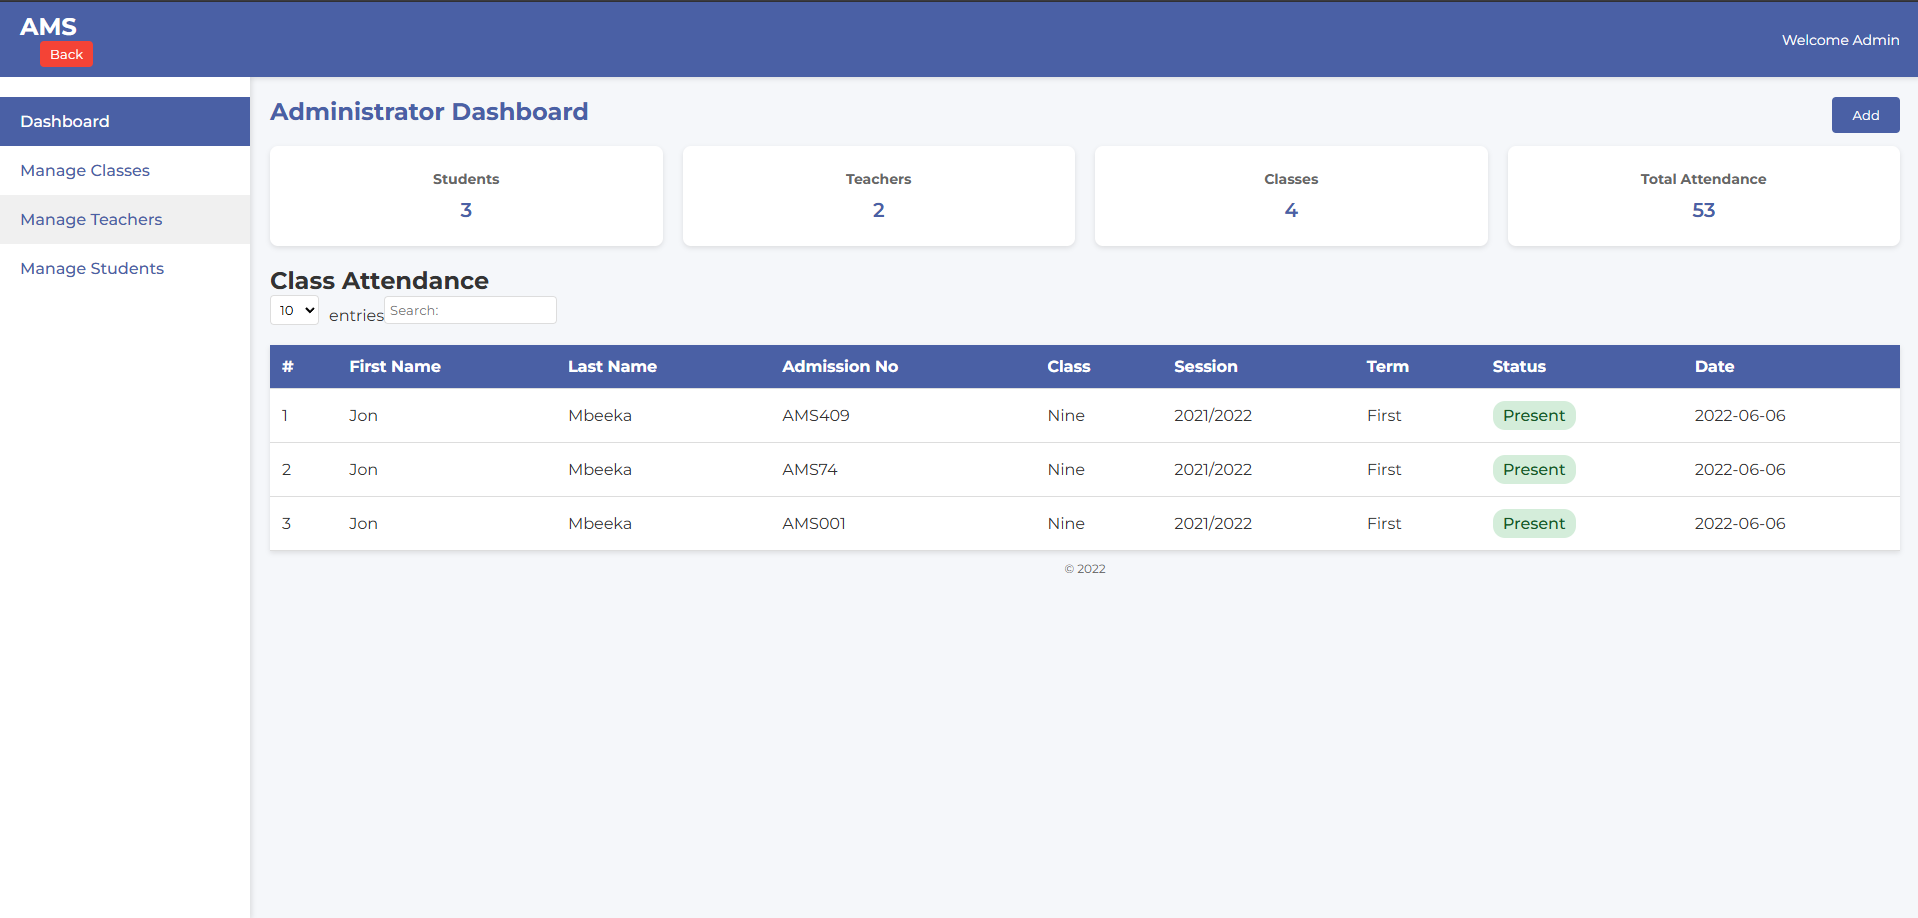 AMS
Back
Welcome Admin
Dashboard
Manage Classes
Manage Teachers
Manage Students
Administrator Dashboard
Add
Students
3
Teachers
2
Classes
4
Total Attendance
53
Class Attendance
10 entries Search:
# First Name Last Name Admission No Class Session Term Status Date
1 Jon Mbeeka AMS409 Nine 2021/2022 First Present 2022-06-06
2 Jon Mbeeka AMS74 Nine 2021/2022 First Present 2022-06-06
3 Jon Mbeeka AMS001 Nine 2021/2022 First Present 2022-06-06
© 2022